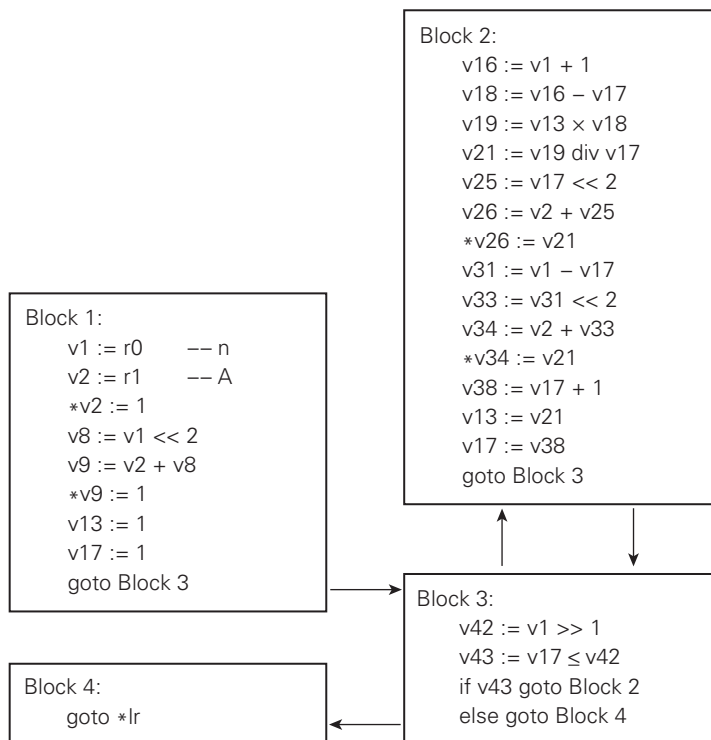 Block 1:
v1 := r0 –– n
v2 := r1 –– A
*v2 := 1
v8 := v1 << 2
v9 := v2 + v8
*v9 := 1
v13 := 1
v17 := 1
goto Block 3
Block 2:
v16 := v1 + 1
v18 := v16 – v17
v19 := v13 × v18
v21 := v19 div v17
v25 := v17 << 2
v26 := v2 + v25
*v26 := v21
v31 := v1 – v17
v33 := v31 << 2
v34 := v2 + v33
*v34 := v21
v38 := v17 + 1
v13 := v21
v17 := v38
goto Block 3
Block 3:
v42 := v1 >> 1
v43 := v17 ≤ v42
if v43 goto Block 2
else goto Block 4
Block 4:
goto *lr